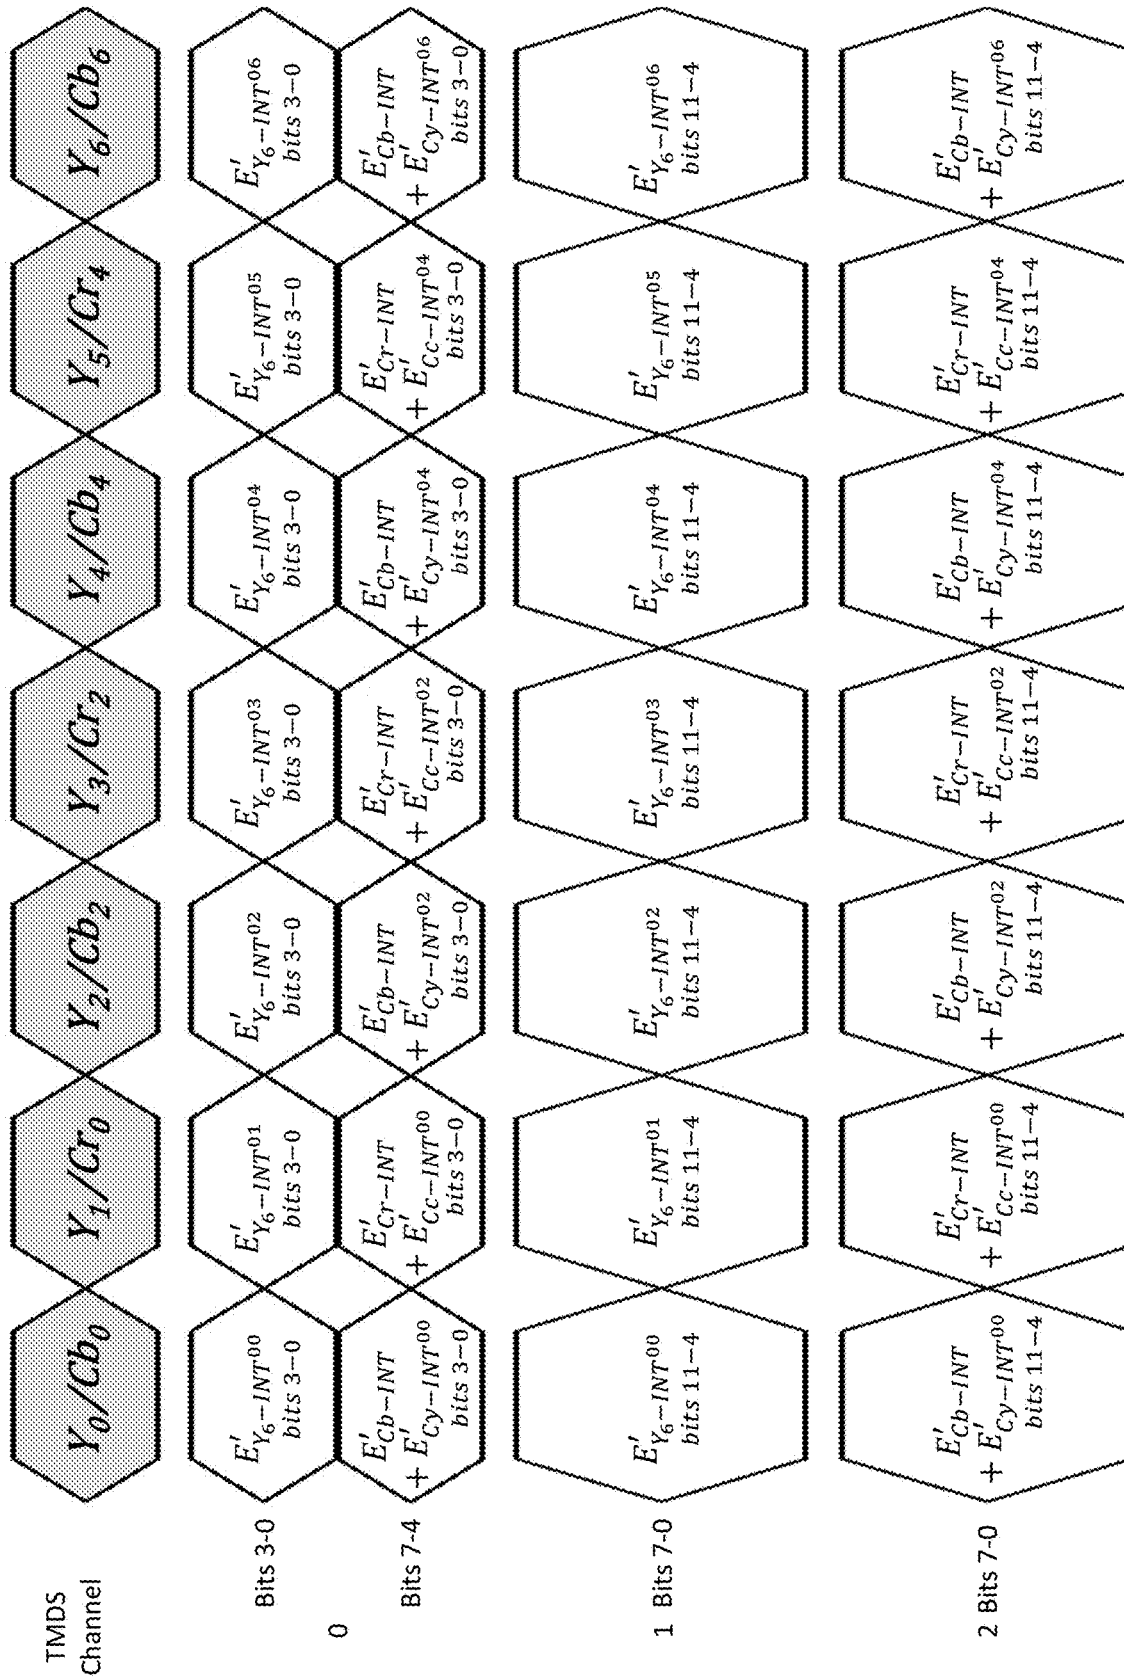 TMDS
Channel
Y₀/Cb₀
Y₁/Cr₀
Y₂/Cb₂
Y₃/Cr₂
Y₄/Cb₄
Y₅/Cr₄
Y₆/Cb₆
0
Bits 3-0
E′Y₆−INT⁰⁰
bits 3−0
E′Y₆−INT⁰¹
bits 3−0
E′Y₆−INT⁰²
bits 3−0
E′Y₆−INT⁰³
bits 3−0
E′Y₆−INT⁰⁴
bits 3−0
E′Y₆−INT⁰⁵
bits 3−0
E′Y₆−INT⁰⁶
bits 3−0
Bits 7-4
E′Cb−INT
+ E′Cy−INT⁰⁰
bits 3−0
E′Cr−INT
+ E′Cc−INT⁰⁰
bits 3−0
E′Cb−INT
+ E′Cy−INT⁰²
bits 3−0
E′Cr−INT
+ E′Cc−INT⁰²
bits 3−0
E′Cb−INT
+ E′Cy−INT⁰⁴
bits 3−0
E′Cr−INT
+ E′Cc−INT⁰⁴
bits 3−0
E′Cb−INT
+ E′Cy−INT⁰⁶
bits 3−0
1 Bits 7-0
E′Y₆−INT⁰⁰
bits 11−4
E′Y₆−INT⁰¹
bits 11−4
E′Y₆−INT⁰²
bits 11−4
E′Y₆−INT⁰³
bits 11−4
E′Y₆−INT⁰⁴
bits 11−4
E′Y₆−INT⁰⁵
bits 11−4
E′Y₆−INT⁰⁶
bits 11−4
2 Bits 7-0
E′Cb−INT
+ E′Cy−INT⁰⁰
bits 11−4
E′Cr−INT
+ E′Cc−INT⁰⁰
bits 11−4
E′Cb−INT
+ E′Cy−INT⁰²
bits 11−4
E′Cr−INT
+ E′Cc−INT⁰²
bits 11−4
E′Cb−INT
+ E′Cy−INT⁰⁴
bits 11−4
E′Cr−INT
+ E′Cc−INT⁰⁴
bits 11−4
E′Cb−INT
+ E′Cy−INT⁰⁶
bits 11−4